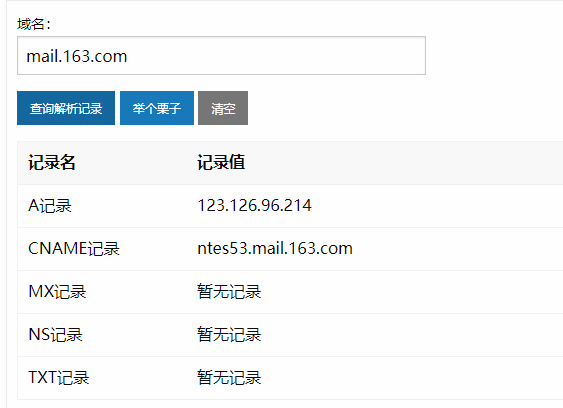 域名：
mail.163.com
查询解析记录 举个栗子 清空
记录名 记录值
A记录 123.126.96.214
CNAME记录 ntes53.mail.163.com
MX记录 暂无记录
NS记录 暂无记录
TXT记录 暂无记录